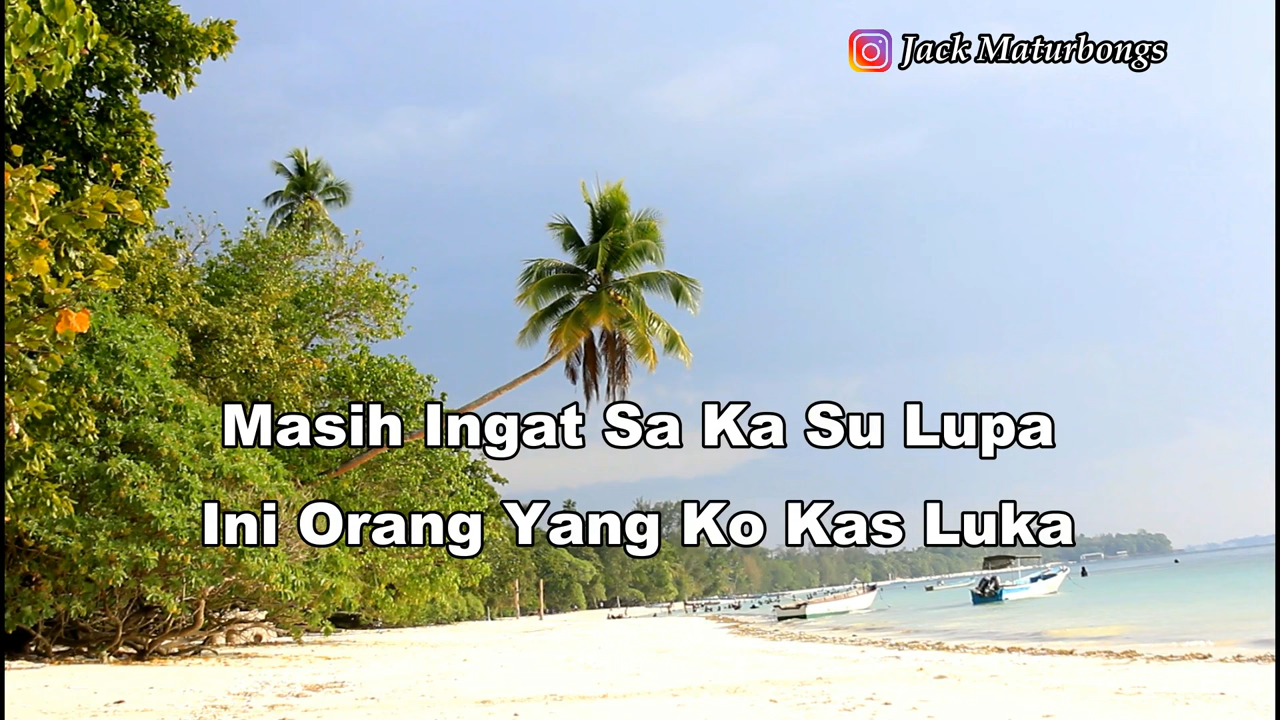 Jack Maturbongs
Masih Ingat Sa Ka Su Lupa
Ini Orang Yang Ko Kas Luka